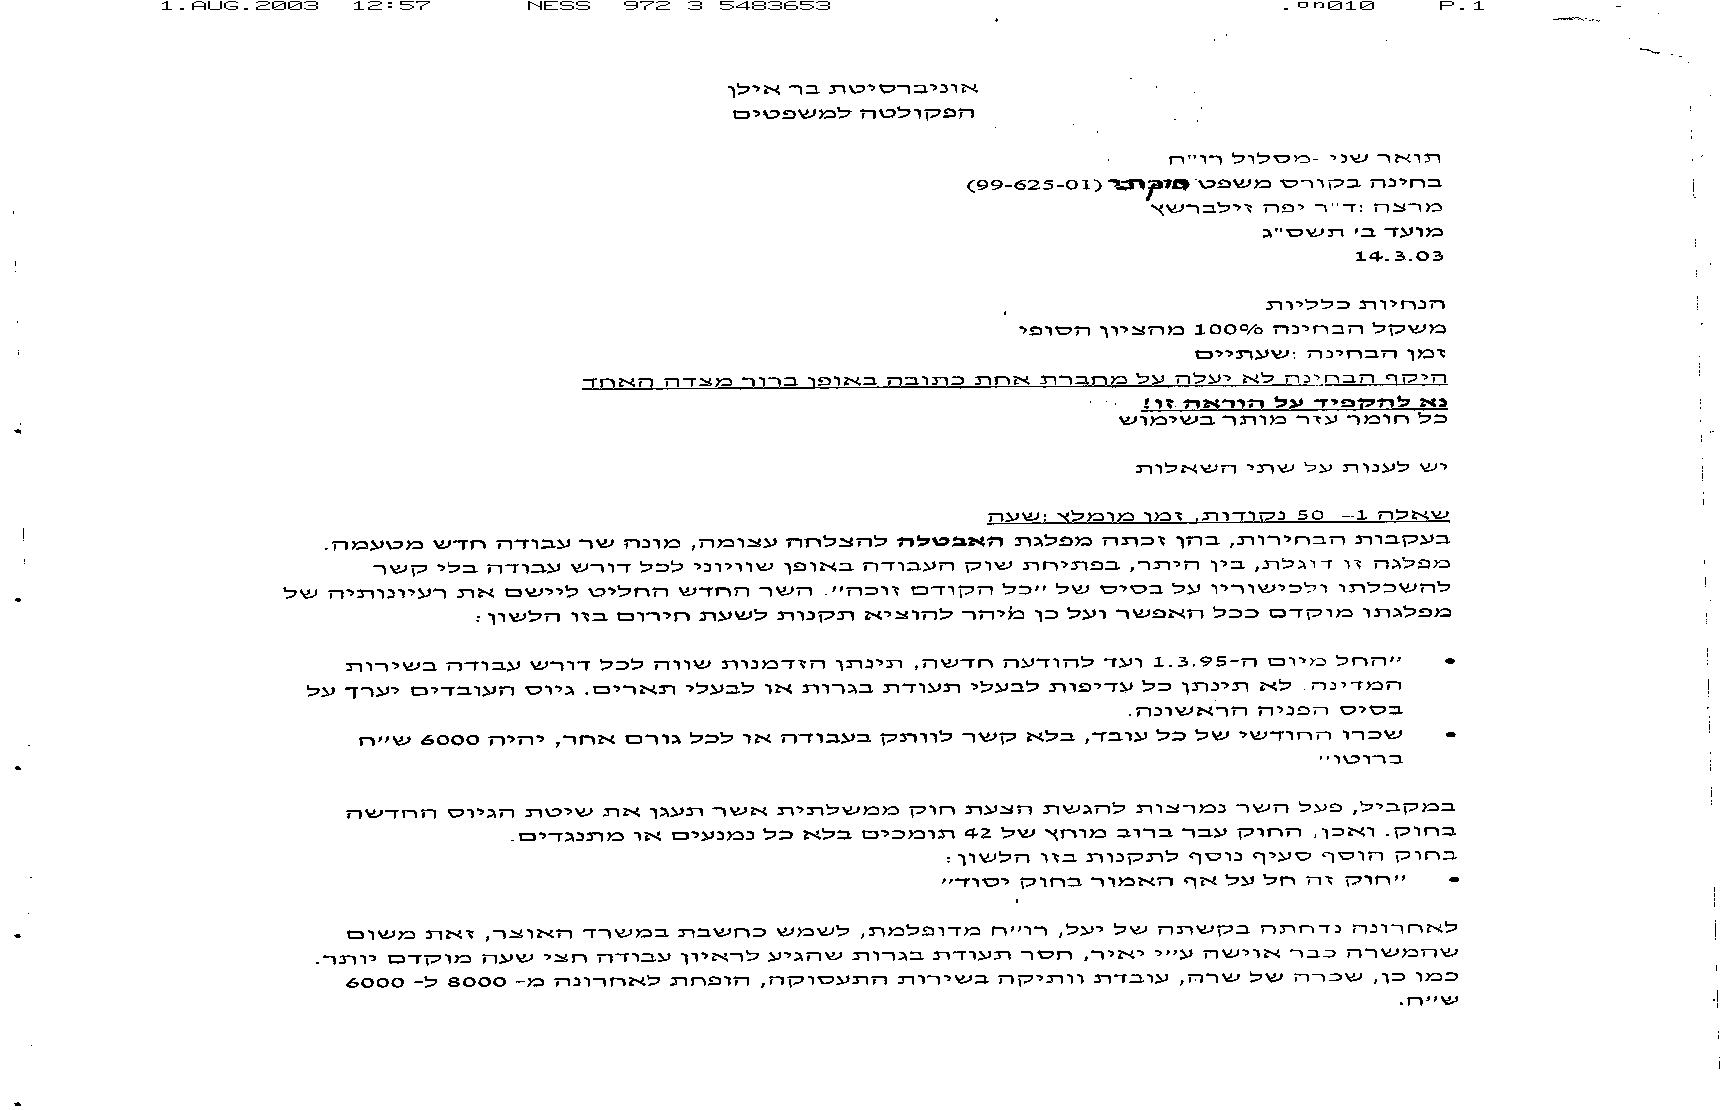 1.AUG.2003 12:57 NESS 972 3 5483653 .סח010 P.1
אוניברסיטת בר אילן
הפקולטה למשפטים
תואר שני -מסלול רו"ח
בחינה בקורס משפט חוקתי (99-625-01)
מרצה :ד"ר יפה זילברשץ
מועד ב' תשס"ג
14.3.03
הנחיות כלליות
משקל הבחינה 100% מהציון הסופי
זמן הבחינה :שעתיים
היקף הבחינה לא יעלה על מחברת אחת כתובה באופן ברור מצדה האחד
נא להקפיד על הוראה זו!
כל חומר עזר מותר בשימוש
יש לענות על שתי השאלות
שאלה 1– 50 נקודות, זמן מומלץ :שעה
בעקבות הבחירות, בהן זכתה מפלגת האבטלה להצלחה עצומה, מונה שר עבודה חדש מטעמה.
מפלגה זו דוגלת, בין היתר, בפתיחת שוק העבודה באופן שוויוני לכל דורש עבודה בלי קשר
להשכלתו ולכישוריו על בסיס של "כל הקודם זוכה". השר החדש החליט ליישם את רעיונותיה של
מפלגתו מוקדם ככל האפשר ועל כן מיהר להוציא תקנות לשעת חירום בזו הלשון:
• "החל מיום ה-1.3.95 ועד להודעה חדשה, תינתן הזדמנות שווה לכל דורש עבודה בשירות
המדינה. לא תינתן כל עדיפות לבעלי תעודת בגרות או לבעלי תארים. גיוס העובדים יערך על
בסיס הפניה הראשונה.
• שכרו החודשי של כל עובד, בלא קשר לוותק בעבודה או לכל גורם אחר, יהיה 6000 ש"ח
ברוטו"
במקביל, פעל השר נמרצות להגשת הצעת חוק ממשלתית אשר תעגן את שיטת הגיוס החדשה
בחוק. ואכן, החוק עבר ברוב מוחץ של 42 תומכים בלא כל נמנעים או מתנגדים.
בחוק הוסף סעיף נוסף לתקנות בזו הלשון:
• "חוק זה חל על אף האמור בחוק יסוד"
לאחרונה נדחתה בקשתה של יעל, רו"ח מדופלמת, לשמש כחשבת במשרד האוצר, זאת משום
שהמשרה כבר אוישה ע"י יאיר, חסר תעודת בגרות שהגיע לראיון עבודה חצי שעה מוקדם יותר.
כמו כן, שכרה של שרה, עובדת וותיקה בשירות התעסוקה, הופחת לאחרונה מ- 8000 ל- 6000
ש"ח.